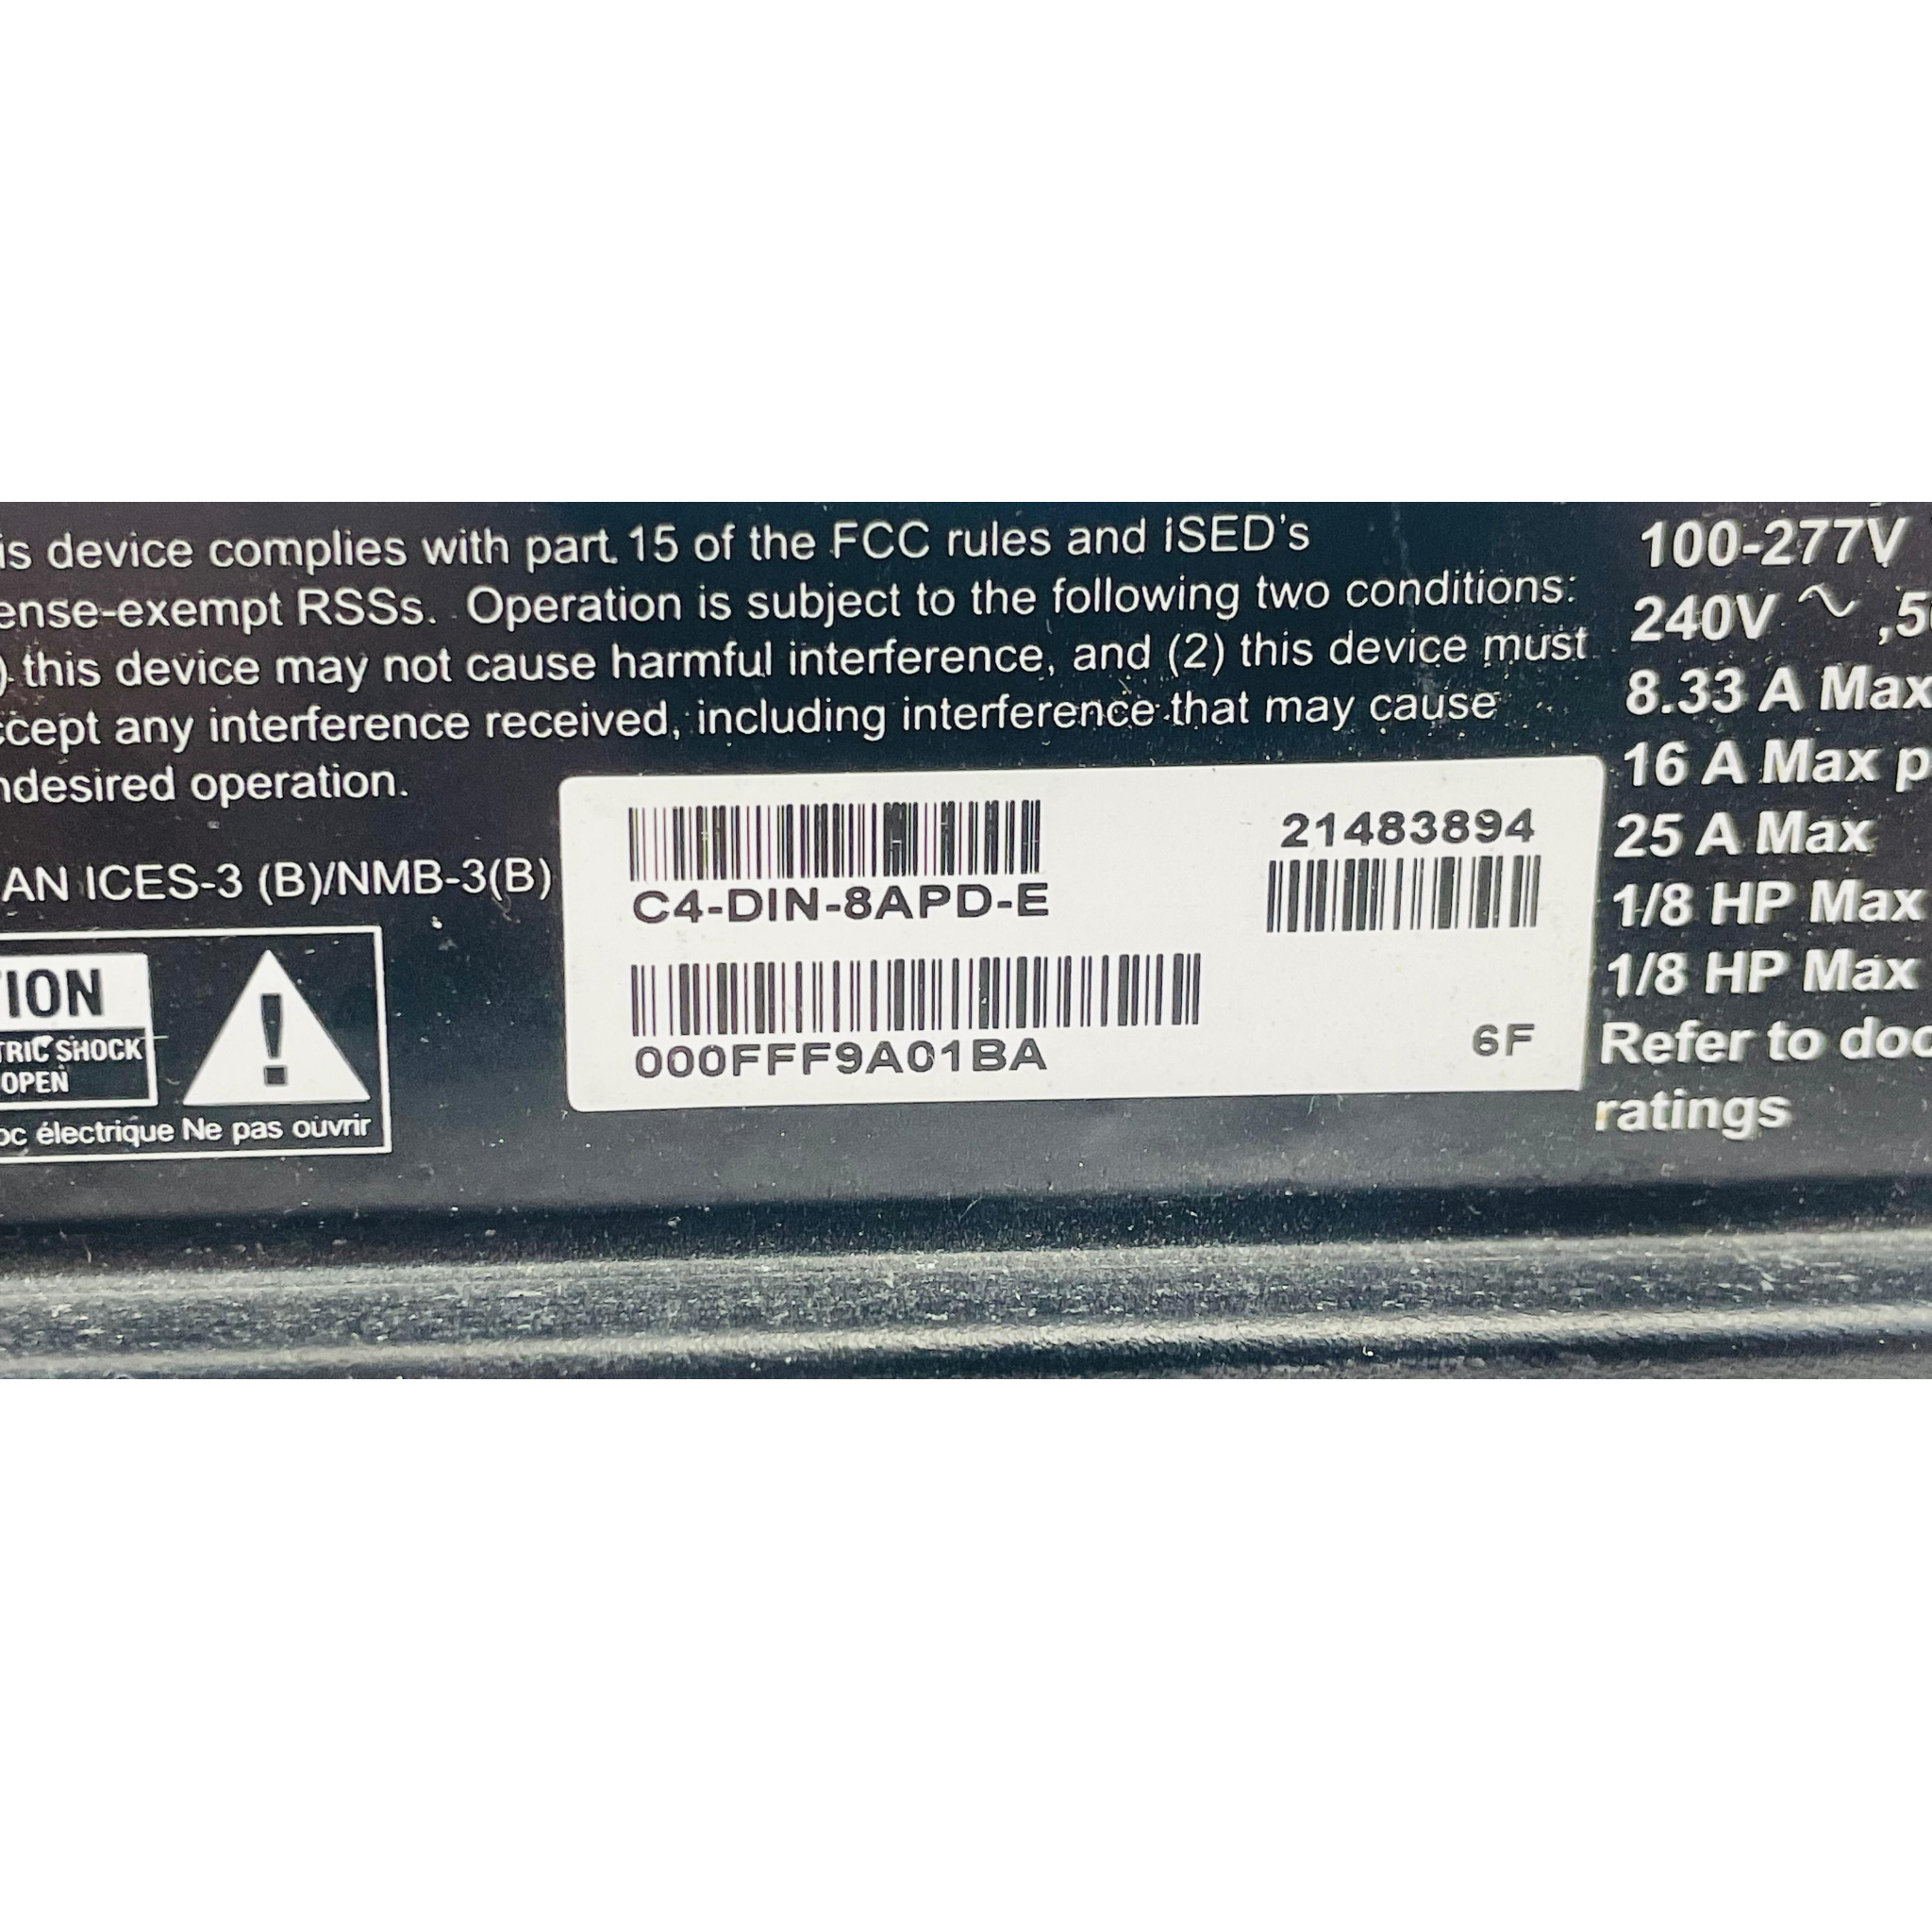 is device complies with part 15 of the FCC rules and ISED's
ense-exempt RSSs. Operation is subject to the following two conditions:
) this device may not cause harmful interference, and (2) this device must
ccept any interference received, including interference that may cause
ndesired operation.
AN ICES-3 (B)/NMB-3(B)
TION
TRIC SHOCK
OPEN
oc électrique Ne pas ouvrir
C4-DIN-8APD-E
21483894
000FFF9A01BA
6F
100-277V
240V ~ ,5
8.33 A Max
16 A Max p
25 A Max
1/8 HP Max
1/8 HP Max
Refer to doc
ratings